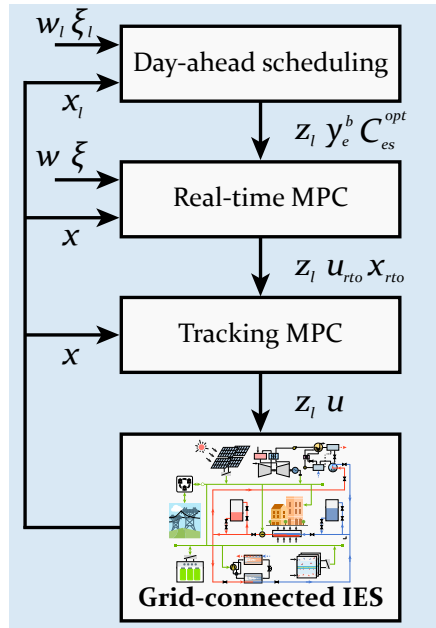 w_l ξ_l
Day-ahead scheduling
x_l
z_l y_e^b C_es^opt
w ξ
Real-time MPC
x
z_l u_rto x_rto
Tracking MPC
x
z_l u
Grid-connected IES